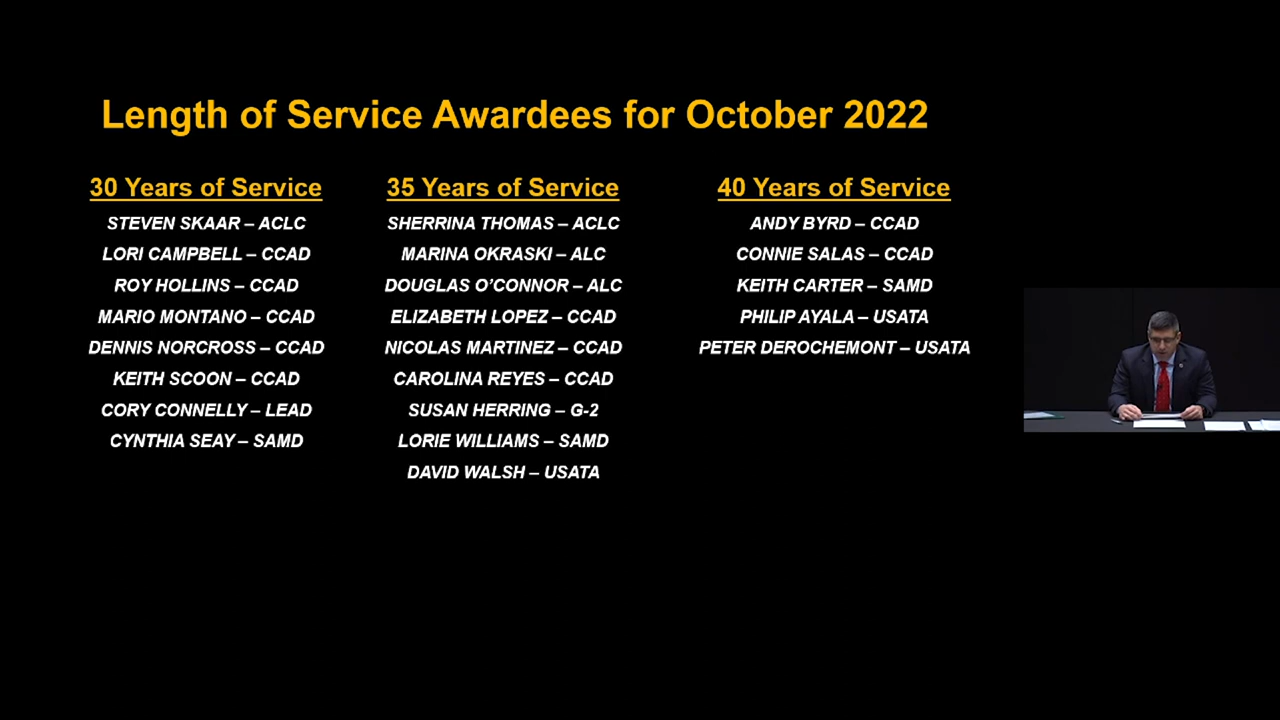 Length of Service Awardees for October 2022
30 Years of Service
STEVEN SKAAR – ACLC
LORI CAMPBELL – CCAD
ROY HOLLINS – CCAD
MARIO MONTANO – CCAD
DENNIS NORCROSS – CCAD
KEITH SCOON – CCAD
CORY CONNELLY – LEAD
CYNTHIA SEAY – SAMD
35 Years of Service
SHERRINA THOMAS – ACLC
MARINA OKRASKI – ALC
DOUGLAS O’CONNOR – ALC
ELIZABETH LOPEZ – CCAD
NICOLAS MARTINEZ – CCAD
CAROLINA REYES – CCAD
SUSAN HERRING – G-2
LORIE WILLIAMS – SAMD
DAVID WALSH – USATA
40 Years of Service
ANDY BYRD – CCAD
CONNIE SALAS – CCAD
KEITH CARTER – SAMD
PHILIP AYALA – USATA
PETER DEROCHEMONT – USATA